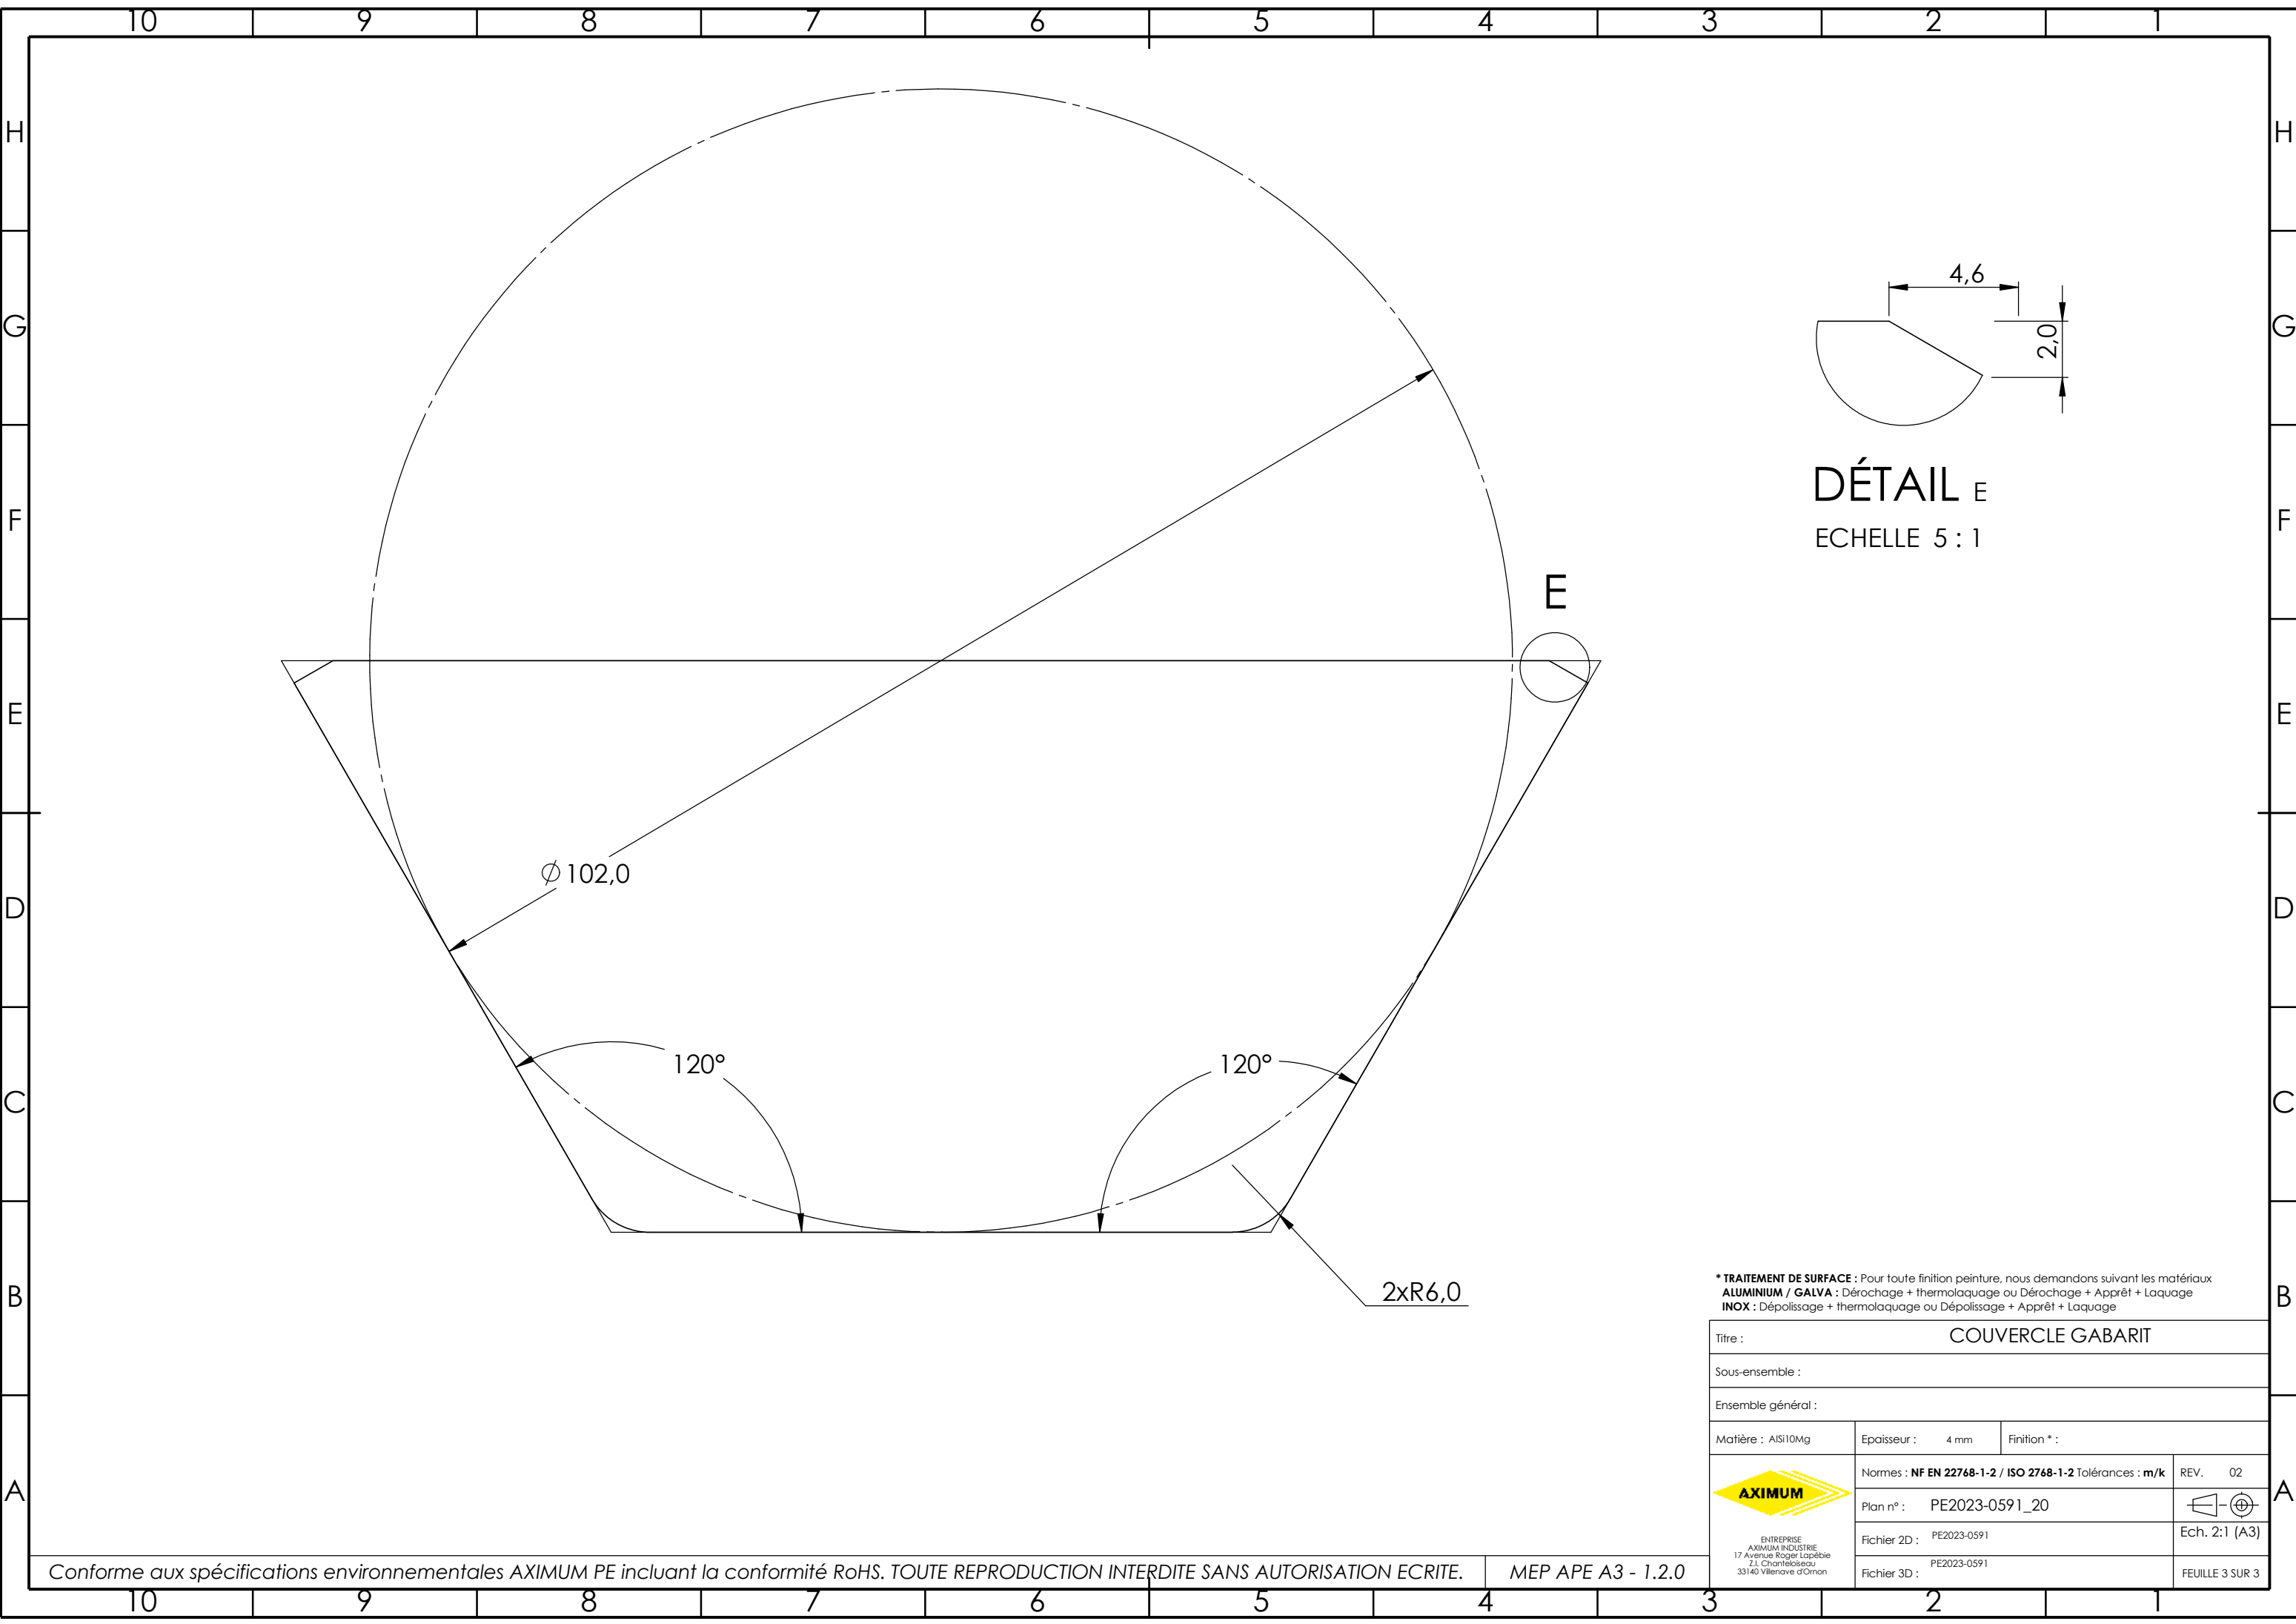 10 9 8 7 6 5 4 3 2 1
H H
G G
F F
E E
D D
C C
B B
A A
4,6
2,0
DÉTAIL E
ECHELLE 5 : 1
E
Ø 102,0
120°
120°
2xR6,0
* TRAITEMENT DE SURFACE : Pour toute finition peinture, nous demandons suivant les matériaux
ALUMINIUM / GALVA : Dérochage + thermolaquage ou Dérochage + Apprêt + Laquage
INOX : Dépolissage + thermolaquage ou Dépolissage + Apprêt + Laquage
Titre : COUVERCLE GABARIT
Sous-ensemble :
Ensemble général :
Matière : AlSi10Mg Epaisseur : 4 mm Finition * :
Normes : NF EN 22768-1-2 / ISO 2768-1-2 Tolérances : m/k REV. 02
AXIMUM
Plan n° : PE2023-0591_20
ENTREPRISE
AXIMUM INDUSTRIE
17 Avenue Roger Lapébie
Z.I. Chanteloiseau
33140 Villenave d'Ornon
Fichier 2D : PE2023-0591
Ech. 2:1 (A3)
Fichier 3D : PE2023-0591
FEUILLE 3 SUR 3
Conforme aux spécifications environnementales AXIMUM PE incluant la conformité RoHS. TOUTE REPRODUCTION INTERDITE SANS AUTORISATION ECRITE. MEP APE A3 - 1.2.0
10 9 8 7 6 5 4 3 2 1